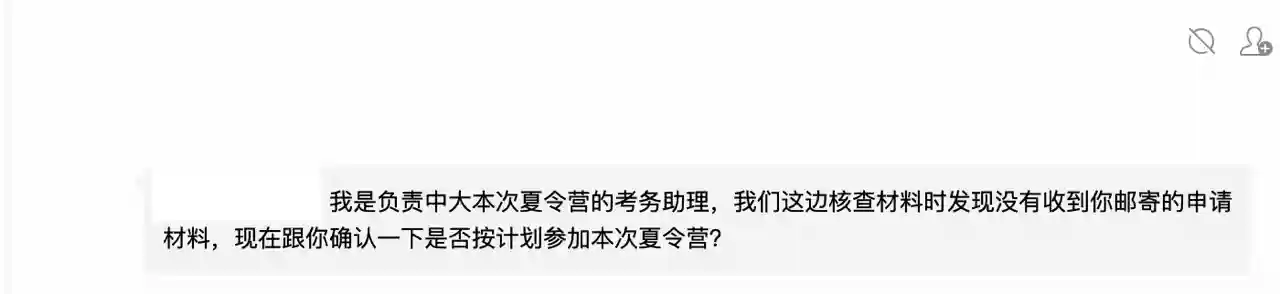 我是负责中大本次夏令营的考务助理，我们这边核查材料时发现没有收到你邮寄的申请
材料，现在跟你确认一下是否按计划参加本次夏令营？